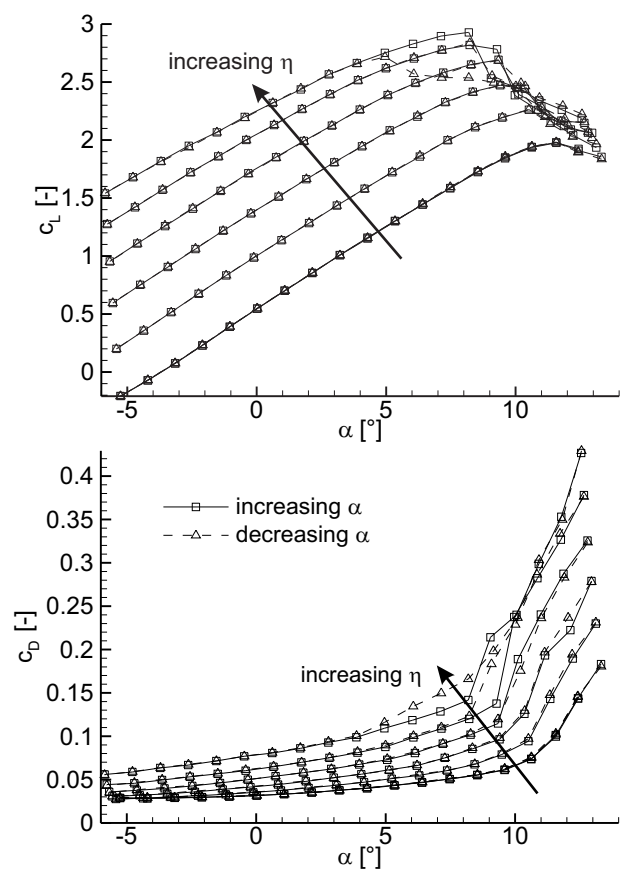 3
2.5
2
1.5
1
0.5
0
c_L [-]
increasing η
-5 0 5 10
α [°]
0.4
0.35
0.3
0.25
0.2
0.15
0.1
0.05
0
c_D [-]
increasing α
decreasing α
increasing η
-5 0 5 10
α [°]